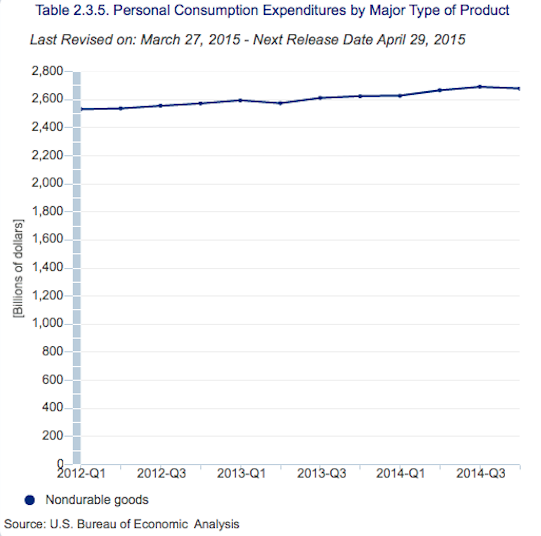 Table 2.3.5. Personal Consumption Expenditures by Major Type of Product
Last Revised on: March 27, 2015 - Next Release Date April 29, 2015
2,800
2,600
2,400
2,200
2,000
1,800
1,600
1,400
1,200
1,000
800
600
400
200
0
[Billions of dollars]
2012-Q1 2012-Q3 2013-Q1 2013-Q3 2014-Q1 2014-Q3
Nondurable goods
Source: U.S. Bureau of Economic Analysis